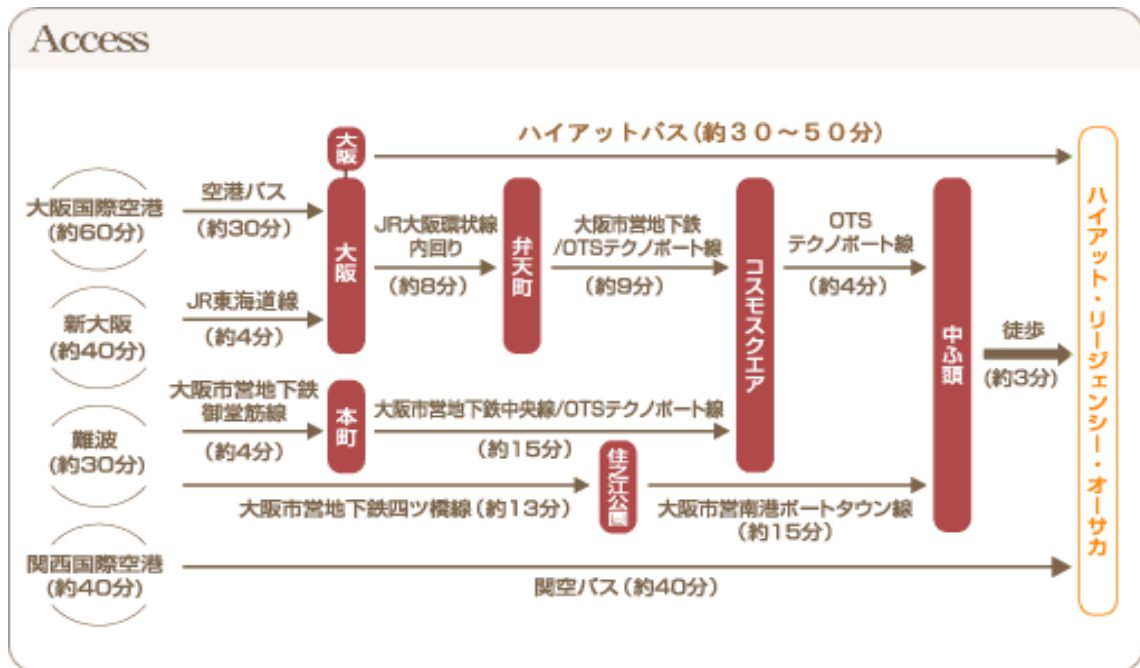 Access
ハイアットバス(約30〜50分)
大阪
大阪国際空港
(約60分)
空港バス
(約30分)
新大阪
(約40分)
JR東海道線
(約4分)
大阪
JR大阪環状線
内回り
(約8分)
弁天町
大阪市営地下鉄
/OTSテクノポート線
(約9分)
コスモスクエア
OTS
テクノポート線
(約4分)
中ふ頭
徒歩
(約3分)
ハイアット・リージェンシー・オーサカ
難波
(約30分)
大阪市営地下鉄
御堂筋線
(約4分)
本町
大阪市営地下鉄中央線/OTSテクノポート線
(約15分)
大阪市営地下鉄四ツ橋線(約13分)
住之江公園
大阪市営南港ポートタウン線
(約15分)
関西国際空港
(約40分)
関空バス(約40分)